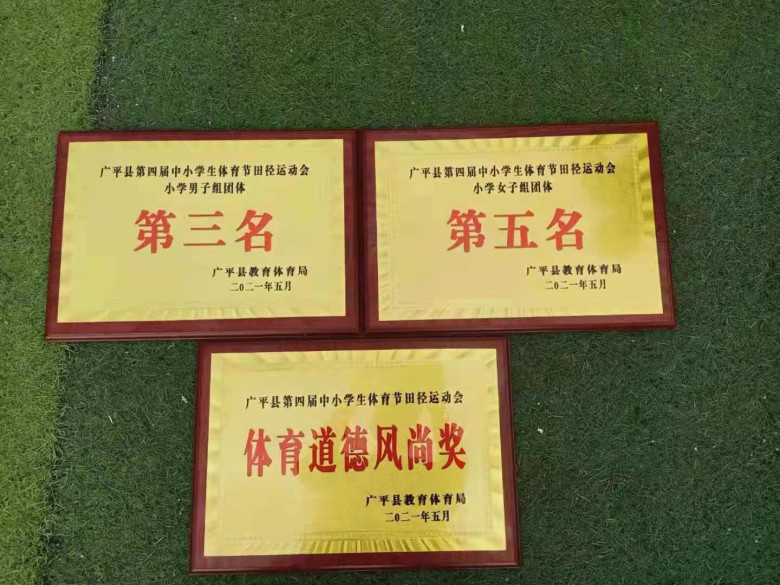 广平县第四届中小学生体育节田径运动会
小学男子组团体
第三名
广平县教育体育局
二〇二一年五月
广平县第四届中小学生体育节田径运动会
小学女子组团体
第五名
广平县教育体育局
二〇二一年五月
广平县第四届中小学生体育节田径运动会
体育道德风尚奖
广平县教育体育局
二〇二一年五月